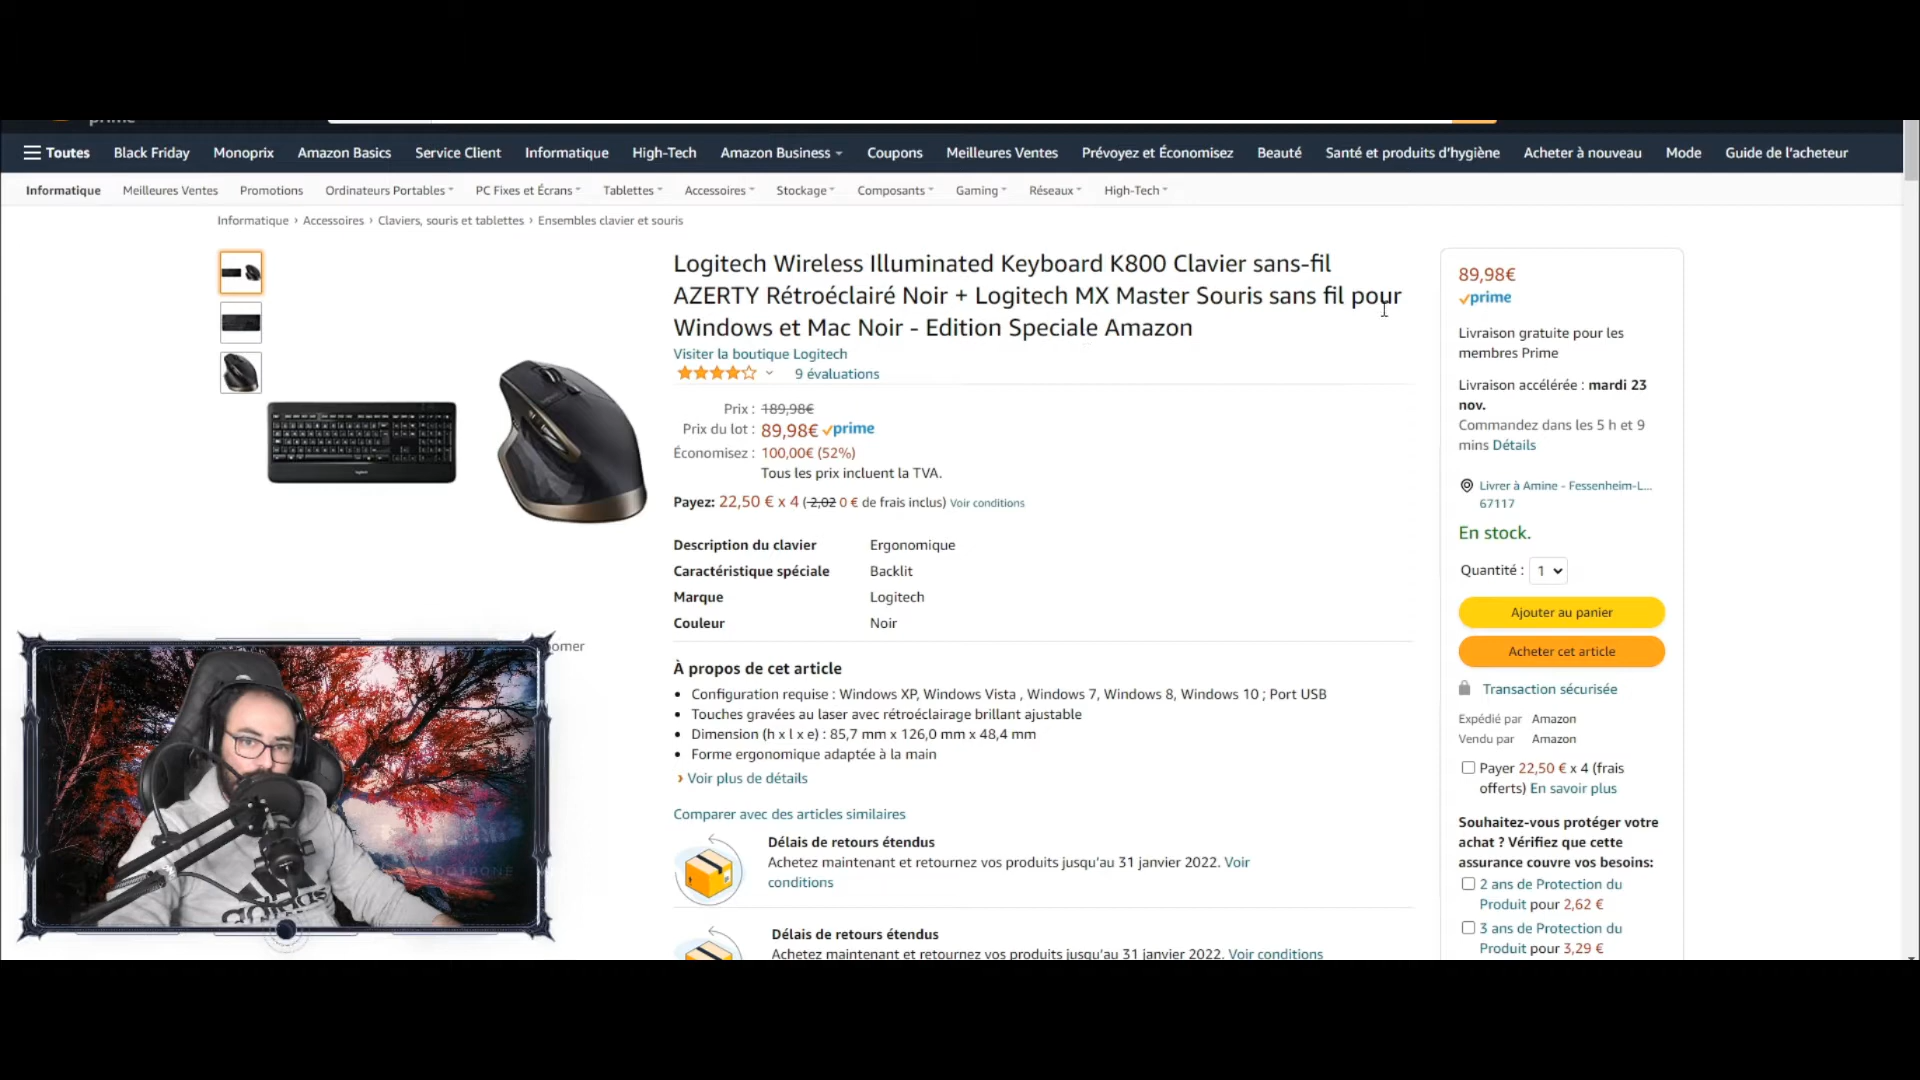 prime
Toutes Black Friday Monoprix Amazon Basics Service Client Informatique High-Tech Amazon Business Coupons Meilleures Ventes Prévoyez et Économisez Beauté Santé et produits d'hygiène Acheter à nouveau Mode Guide de l'acheteur
Informatique Meilleures Ventes Promotions Ordinateurs Portables PC Fixes et Écrans Tablettes Accessoires Stockage Composants Gaming Réseaux High-Tech
Informatique › Accessoires › Claviers, souris et tablettes › Ensembles clavier et souris
Logitech Wireless Illuminated Keyboard K800 Clavier sans-fil
AZERTY Rétroéclairé Noir + Logitech MX Master Souris sans fil pour
Windows et Mac Noir - Edition Speciale Amazon
Visiter la boutique Logitech
9 évaluations
Prix : 189,98€
Prix du lot : 89,98€ prime
Économisez : 100,00€ (52%)
Tous les prix incluent la TVA.
Payez: 22,50 € x 4 (2,02 0 € de frais inclus) Voir conditions
Description du clavier Ergonomique
Caractéristique spéciale Backlit
Marque Logitech
Couleur Noir
À propos de cet article
• Configuration requise : Windows XP, Windows Vista , Windows 7, Windows 8, Windows 10 ; Port USB
• Touches gravées au laser avec rétroéclairage brillant ajustable
• Dimension (h x l x e) : 85,7 mm x 126,0 mm x 48,4 mm
• Forme ergonomique adaptée à la main
› Voir plus de détails
Comparer avec des articles similaires
Délais de retours étendus
Achetez maintenant et retournez vos produits jusqu'au 31 janvier 2022. Voir
conditions
Délais de retours étendus
Achetez maintenant et retournez vos produits jusqu'au 31 janvier 2022. Voir conditions
89,98€
prime
Livraison gratuite pour les
membres Prime
Livraison accélérée : mardi 23
nov.
Commandez dans les 5 h et 9
mins Détails
Livrer à Amine - Fessenheim-L...
67117
En stock.
Quantité : 1
Ajouter au panier
Acheter cet article
Transaction sécurisée
Expédié par Amazon
Vendu par Amazon
Payer 22,50 € x 4 (frais
offerts) En savoir plus
Souhaitez-vous protéger votre
achat ? Vérifiez que cette
assurance couvre vos besoins:
2 ans de Protection du
Produit pour 2,62 €
3 ans de Protection du
Produit pour 3,29 €
omer
adidas